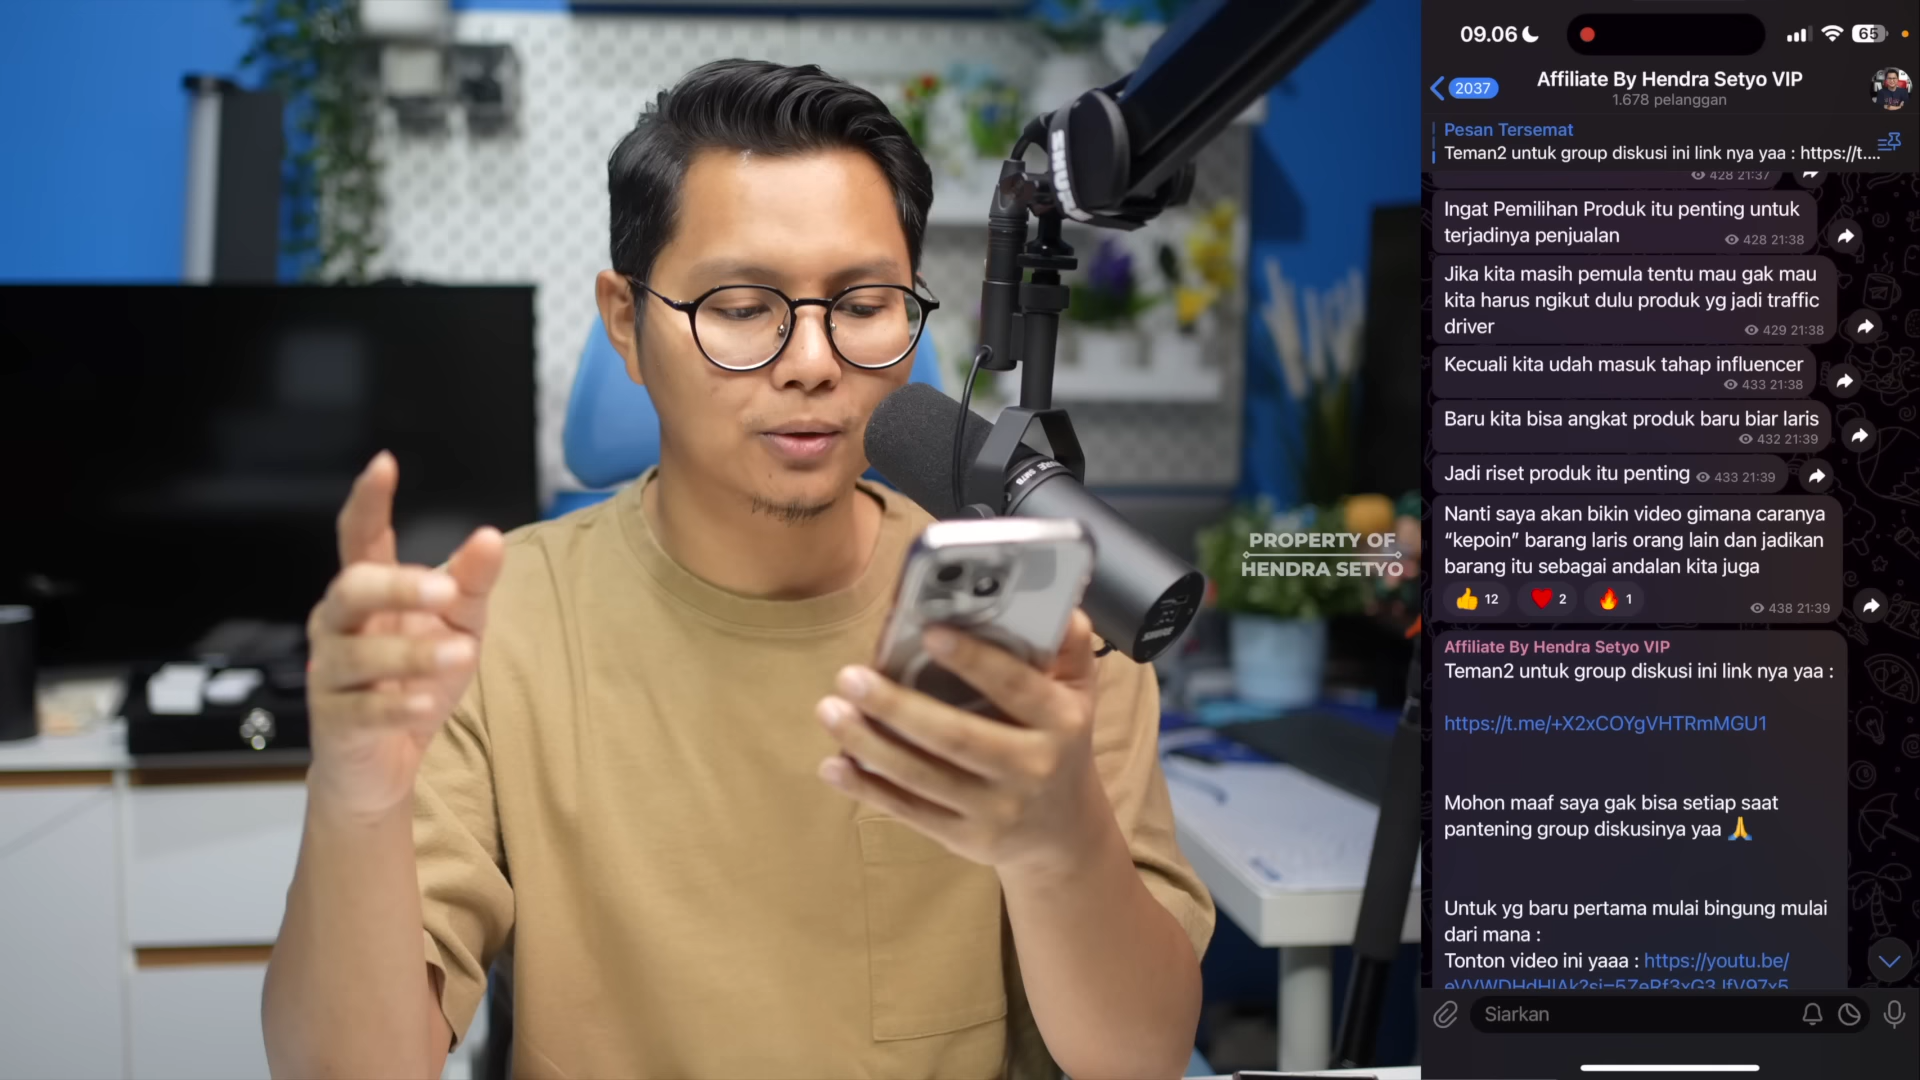 09.06
65
2037
Affiliate By Hendra Setyo VIP
1.678 pelanggan
Pesan Tersemat
Teman2 untuk group diskusi ini link nya yaa : https://t....
428 21:37
Ingat Pemilihan Produk itu penting untuk
terjadinya penjualan
428 21:38
Jika kita masih pemula tentu mau gak mau
kita harus ngikut dulu produk yg jadi traffic
driver
429 21:38
Kecuali kita udah masuk tahap influencer
433 21:38
Baru kita bisa angkat produk baru biar laris
432 21:39
Jadi riset produk itu penting
433 21:39
Nanti saya akan bikin video gimana caranya
“kepoin” barang laris orang lain dan jadikan
barang itu sebagai andalan kita juga
👍 12 ❤️ 2 🔥 1
438 21:39
Affiliate By Hendra Setyo VIP
Teman2 untuk group diskusi ini link nya yaa :
https://t.me/+X2xCOYgVHTRmMGU1
Mohon maaf saya gak bisa setiap saat
pantening group diskusinya yaa 🙏
Untuk yg baru pertama mulai bingung mulai
dari mana :
Tonton video ini yaaa : https://youtu.be/
Siarkan
PROPERTY OF
HENDRA SETYO
SHURE
SM7B
SHURE